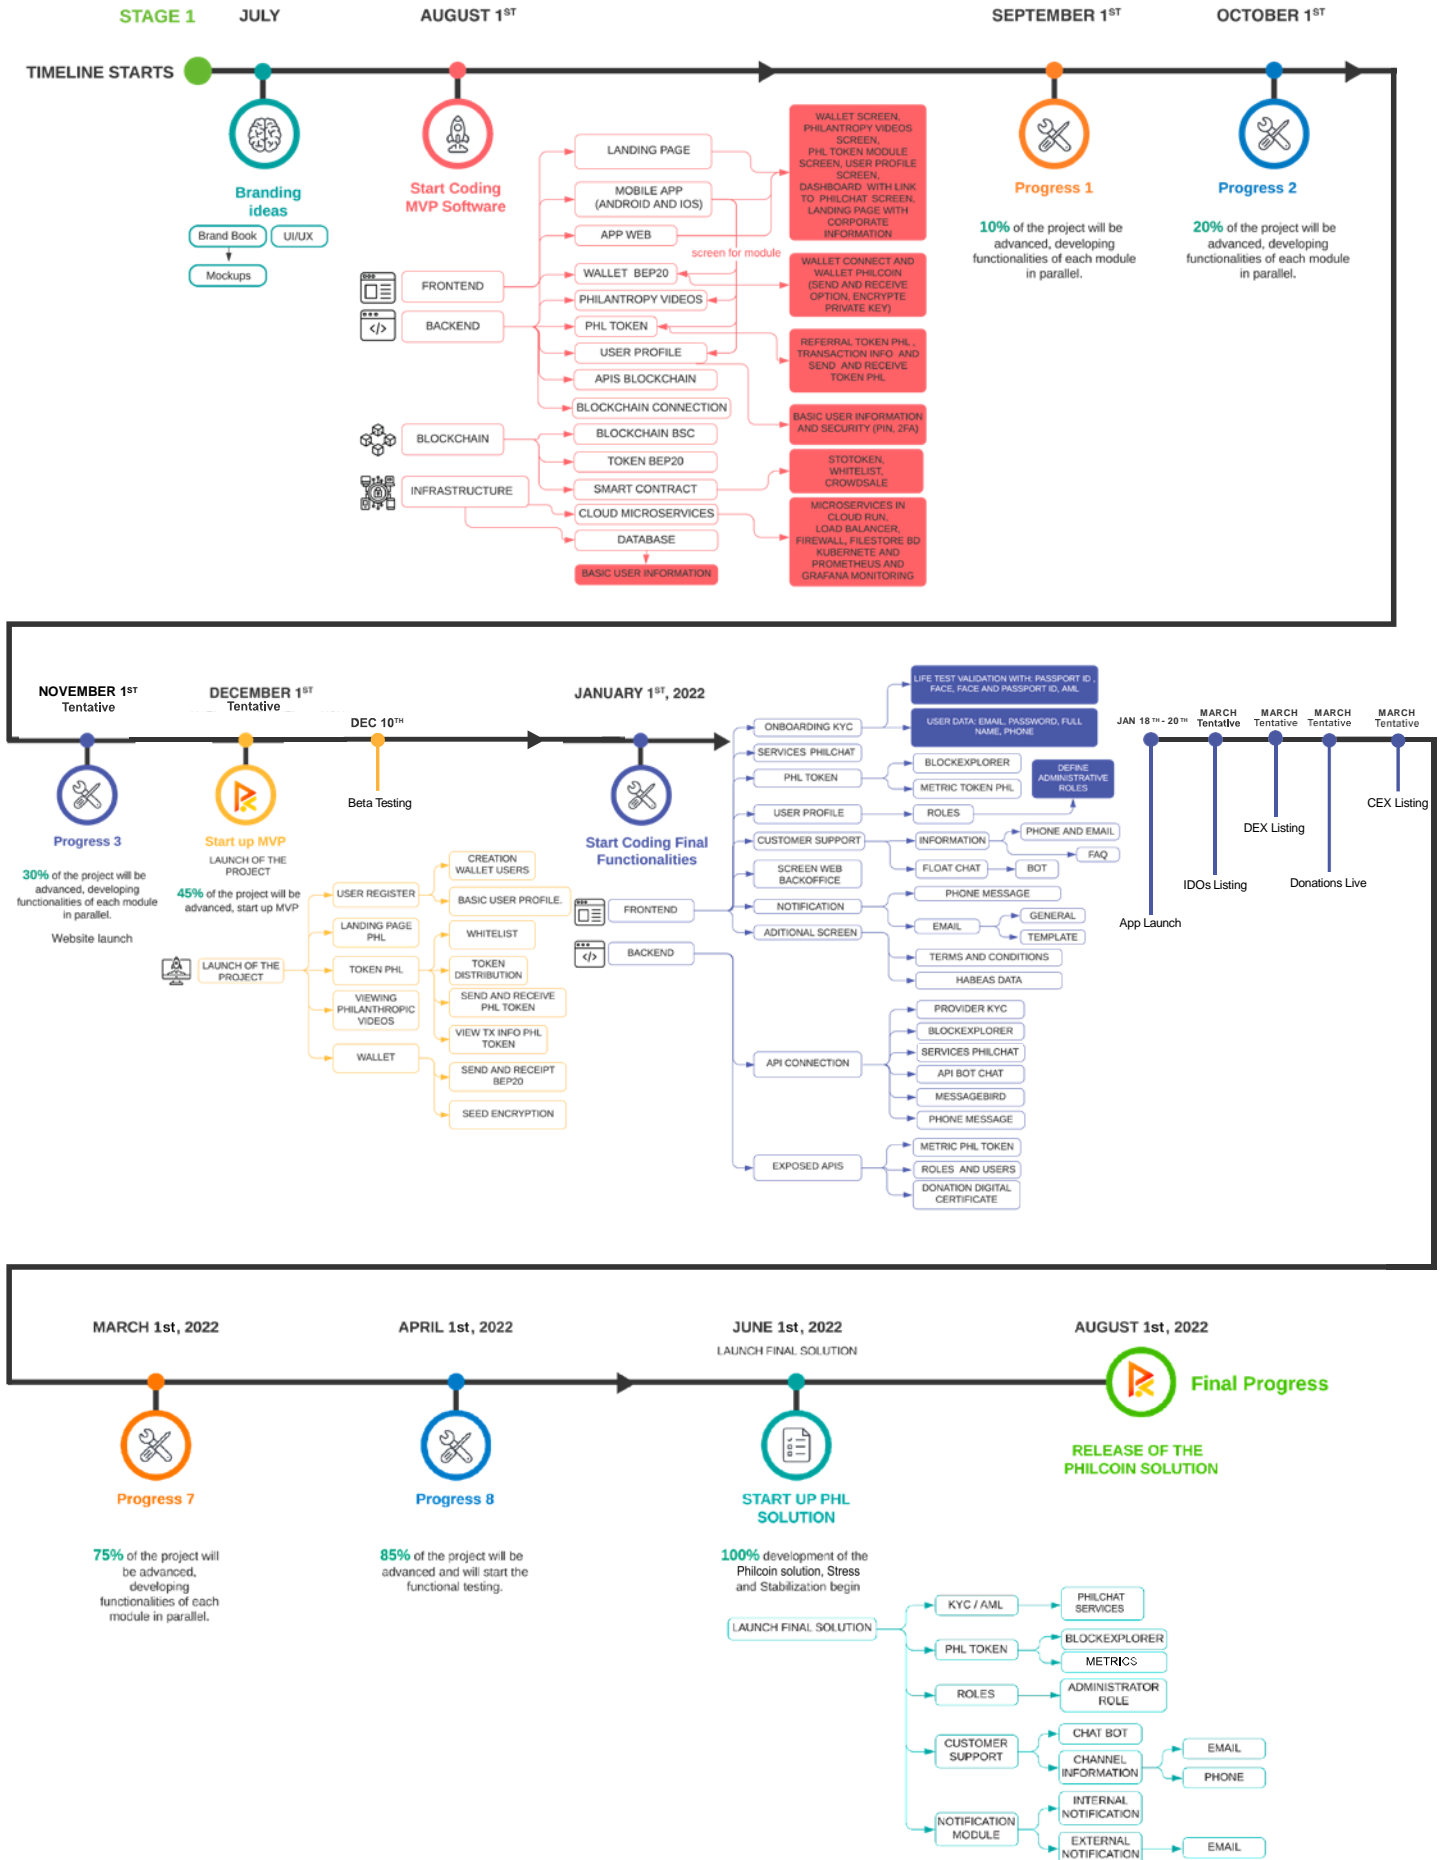 STAGE 1
JULY
AUGUST 1ST
SEPTEMBER 1ST
OCTOBER 1ST
TIMELINE STARTS
Branding
ideas
Brand Book
UI/UX
Mockups
Start Coding
MVP Software
FRONTEND
BACKEND
BLOCKCHAIN
INFRASTRUCTURE
LANDING PAGE
MOBILE APP
(ANDROID AND IOS)
APP WEB
screen for module
WALLET BEP20
PHILANTROPY VIDEOS
PHL TOKEN
USER PROFILE
APIS BLOCKCHAIN
BLOCKCHAIN CONNECTION
BLOCKCHAIN BSC
TOKEN BEP20
SMART CONTRACT
CLOUD MICROSERVICES
DATABASE
BASIC USER INFORMATION
WALLET SCREEN,
PHILANTROPY VIDEOS
SCREEN,
PHL TOKEN MODULE
SCREEN, USER PROFILE
SCREEN,
DASHBOARD WITH LINK
TO PHILCHAT SCREEN,
LANDING PAGE WITH
CORPORATE
INFORMATION
WALLET CONNECT AND
WALLET PHILCOIN
(SEND AND RECEIVE
OPTION, ENCRYPTE
PRIVATE KEY)
REFERRAL TOKEN PHL ,
TRANSACTION INFO AND
SEND AND RECEIVE
TOKEN PHL
BASIC USER INFORMATION
AND SECURITY (PIN, 2FA)
STOTOKEN,
WHITELIST,
CROWDSALE
MICROSERVICES IN
CLOUD RUN,
LOAD BALANCER,
FIREWALL, FILESTORE BD
KUBERNETE AND
PROMETHEUS AND
GRAFANA MONITORING
Progress 1
10% of the project will be
advanced, developing
functionalities of each module
in parallel.
Progress 2
20% of the project will be
advanced, developing
functionalities of each module
in parallel.
NOVEMBER 1ST
Tentative
Progress 3
30% of the project will be
advanced, developing
functionalities of each module
in parallel.
Website launch
DECEMBER 1ST
Tentative
Start up MVP
LAUNCH OF THE
PROJECT
45% of the project will be
advanced, start up MVP
DEC 10TH
Beta Testing
LAUNCH OF THE
PROJECT
USER REGISTER
LANDING PAGE
PHL
TOKEN PHL
VIEWING
PHILANTHROPIC
VIDEOS
WALLET
CREATION
WALLET USERS
BASIC USER PROFILE.
WHITELIST
TOKEN
DISTRIBUTION
SEND AND RECEIVE
PHL TOKEN
VIEW TX INFO PHL
TOKEN
SEND AND RECEIPT
BEP20
SEED ENCRYPTION
JANUARY 1ST, 2022
Start Coding Final
Functionalities
FRONTEND
BACKEND
ONBOARDING KYC
SERVICES PHILCHAT
PHL TOKEN
USER PROFILE
CUSTOMER SUPPORT
SCREEN WEB
BACKOFFICE
NOTIFICATION
ADITIONAL SCREEN
API CONNECTION
EXPOSED APIS
LIFE TEST VALIDATION WITH: PASSPORT ID ,
FACE, FACE AND PASSPORT ID, AML
USER DATA: EMAIL, PASSWORD, FULL
NAME, PHONE
BLOCKEXPLORER
METRIC TOKEN PHL
DEFINE
ADMINISTRATIVE
ROLES
ROLES
INFORMATION
PHONE AND EMAIL
FAQ
FLOAT CHAT
BOT
PHONE MESSAGE
EMAIL
GENERAL
TEMPLATE
TERMS AND CONDITIONS
HABEAS DATA
PROVIDER KYC
BLOCKEXPLORER
SERVICES PHILCHAT
API BOT CHAT
MESSAGEBIRD
PHONE MESSAGE
METRIC PHL TOKEN
ROLES AND USERS
DONATION DIGITAL
CERTIFICATE
JAN 18 TH - 20 TH
App Launch
MARCH
Tentative
IDOs Listing
MARCH
Tentative
DEX Listing
MARCH
Tentative
Donations Live
MARCH
Tentative
CEX Listing
MARCH 1st, 2022
Progress 7
75% of the project will
be advanced,
developing
functionalities of each
module in parallel.
APRIL 1st, 2022
Progress 8
85% of the project will be
advanced and will start the
functional testing.
JUNE 1st, 2022
LAUNCH FINAL SOLUTION
START UP PHL
SOLUTION
100% development of the
Philcoin solution, Stress
and Stabilization begin
AUGUST 1st, 2022
Final Progress
RELEASE OF THE
PHILCOIN SOLUTION
LAUNCH FINAL SOLUTION
KYC / AML
PHILCHAT
SERVICES
PHL TOKEN
BLOCKEXPLORER
METRICS
ROLES
ADMINISTRATOR
ROLE
CUSTOMER
SUPPORT
CHAT BOT
CHANNEL
INFORMATION
EMAIL
PHONE
NOTIFICATION
MODULE
INTERNAL
NOTIFICATION
EXTERNAL
NOTIFICATION
EMAIL